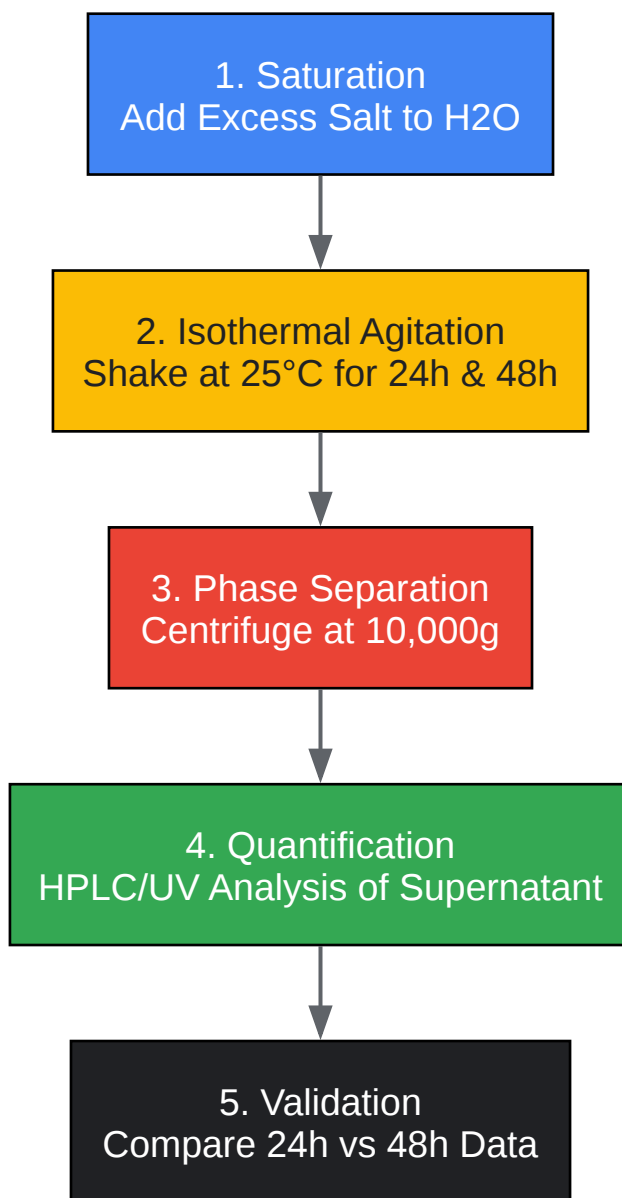 1. Saturation
Add Excess Salt to H2O
2. Isothermal Agitation
Shake at 25°C for 24h & 48h
3. Phase Separation
Centrifuge at 10,000g
4. Quantification
HPLC/UV Analysis of Supernatant
5. Validation
Compare 24h vs 48h Data